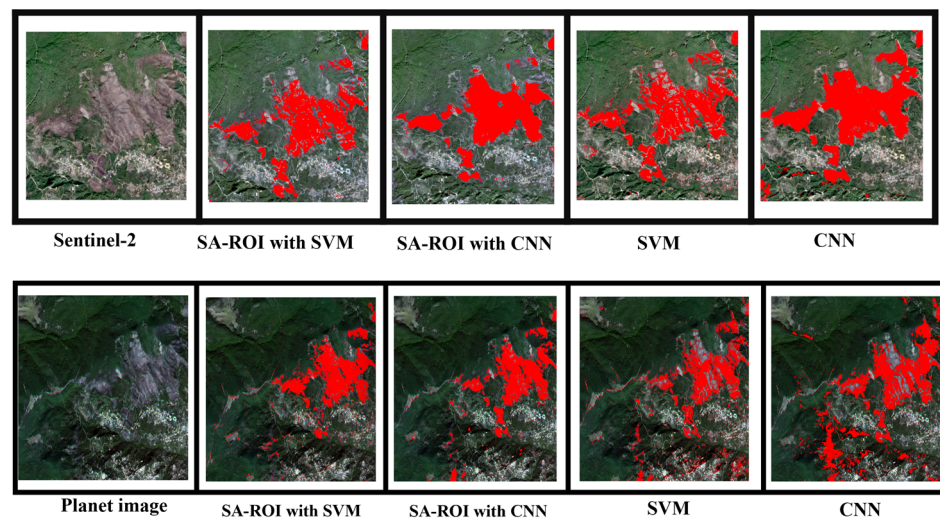 Sentinel-2
SA-ROI with SVM
SA-ROI with CNN
SVM
CNN
Planet image
SA-ROI with SVM
SA-ROI with CNN
SVM
CNN